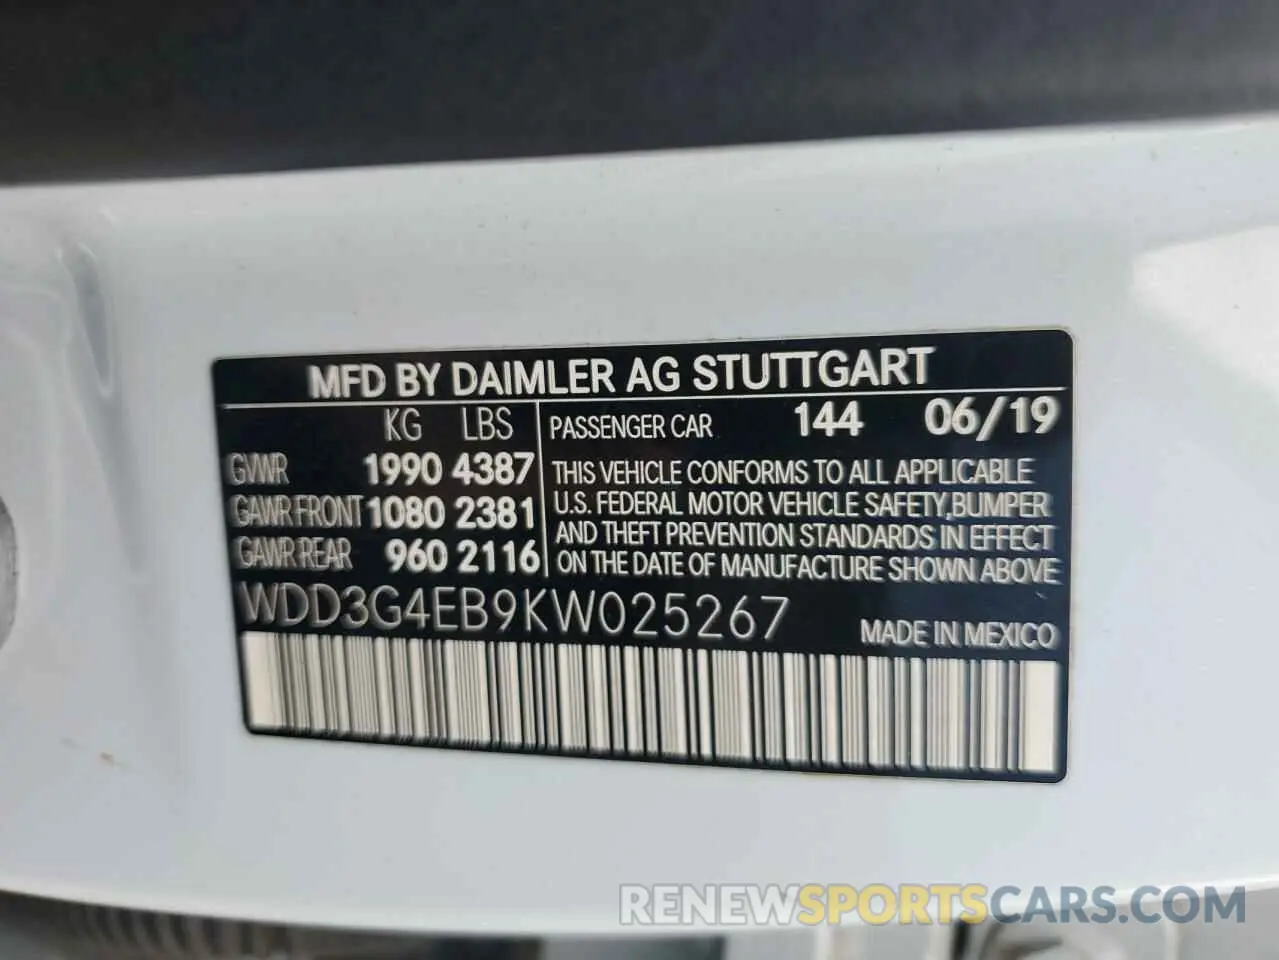 MFD BY DAIMLER AG STUTTGART
KG LBS
GVWR 1990 4387
GAWR FRONT 1080 2381
GAWR REAR 960 2116
PASSENGER CAR 144 06/19
THIS VEHICLE CONFORMS TO ALL APPLICABLE
U.S. FEDERAL MOTOR VEHICLE SAFETY, BUMPER
AND THEFT PREVENTION STANDARDS IN EFFECT
ON THE DATE OF MANUFACTURE SHOWN ABOVE
WDD3G4EB9KW025267
MADE IN MEXICO
RENEWSPORTSCARS.COM